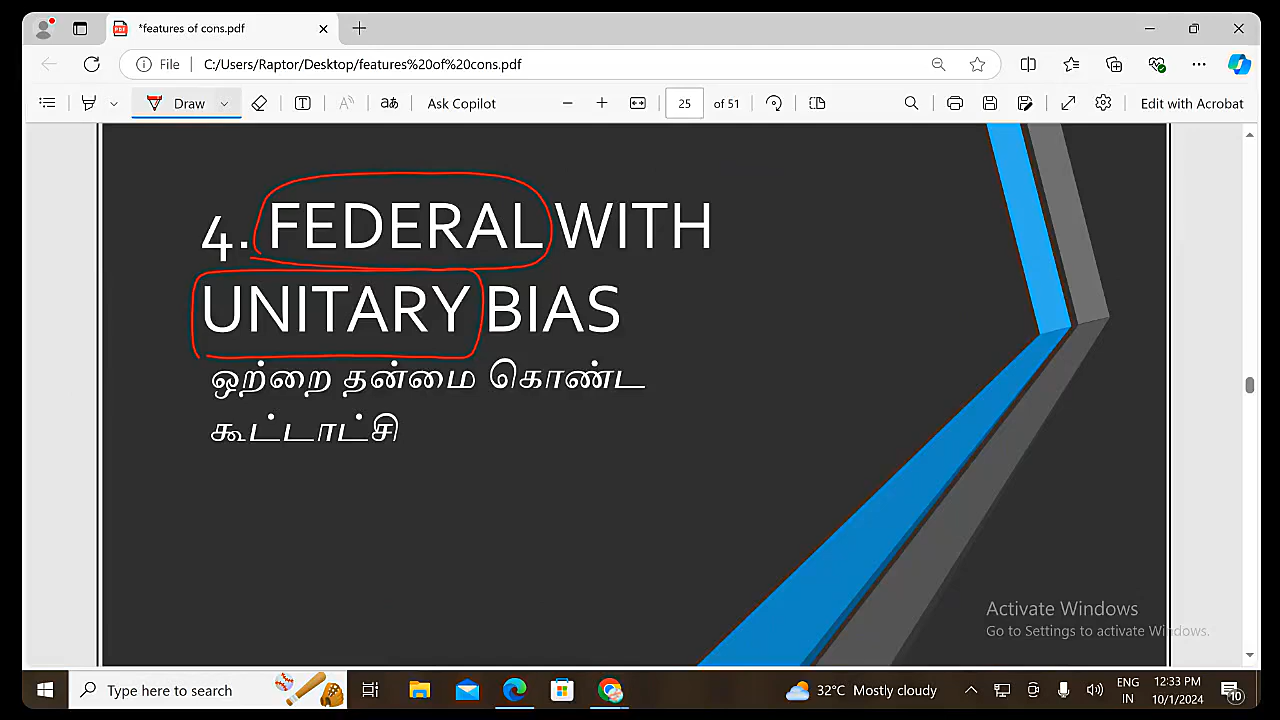 *features of cons.pdf
File
C:/Users/Raptor/Desktop/features%20of%20cons.pdf
Draw
Ask Copilot
25 of 51
Edit with Acrobat
4. FEDERAL WITH
UNITARY BIAS
ஒற்றை தன்மை கொண்ட
கூட்டாட்சி
Activate Windows
Go to Settings to activate Windows.
Type here to search
32°C Mostly cloudy
ENG
IN
12:33 PM
10/1/2024
10